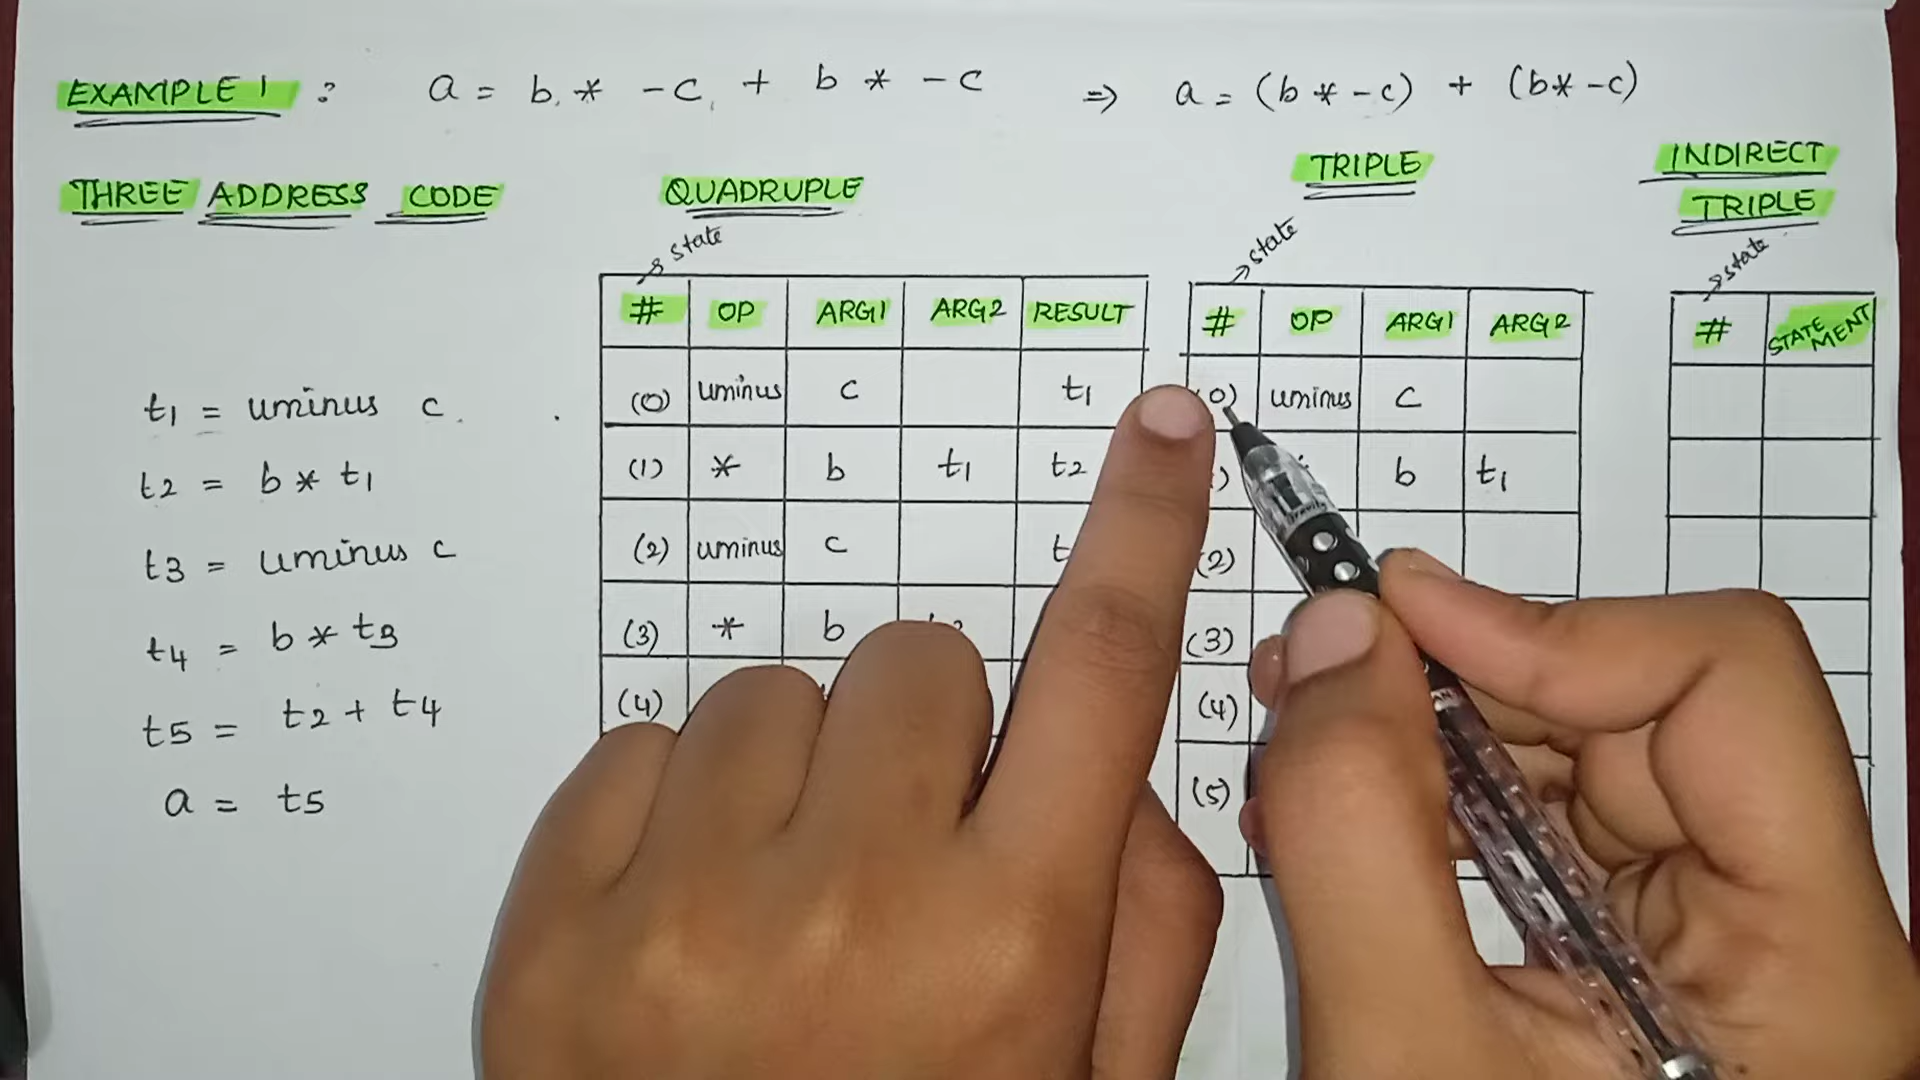 EXAMPLE 1 : a = b * - c + b * - c ⇒ a = (b * - c) + (b * - c)
THREE ADDRESS CODE
t1 = uminus c
t2 = b * t1
t3 = uminus c
t4 = b * t3
t5 = t2 + t4
a = t5
QUADRUPLE
state
# OP ARG1 ARG2 RESULT
(0) uminus c t1
(1) * b t1 t2
(2) uminus c
(3) * b
(4)
TRIPLE
state
# OP ARG1 ARG2
(0) uminus c
b t1
(2)
(3)
(4)
(5)
INDIRECT
TRIPLE
state
# STATEMENT